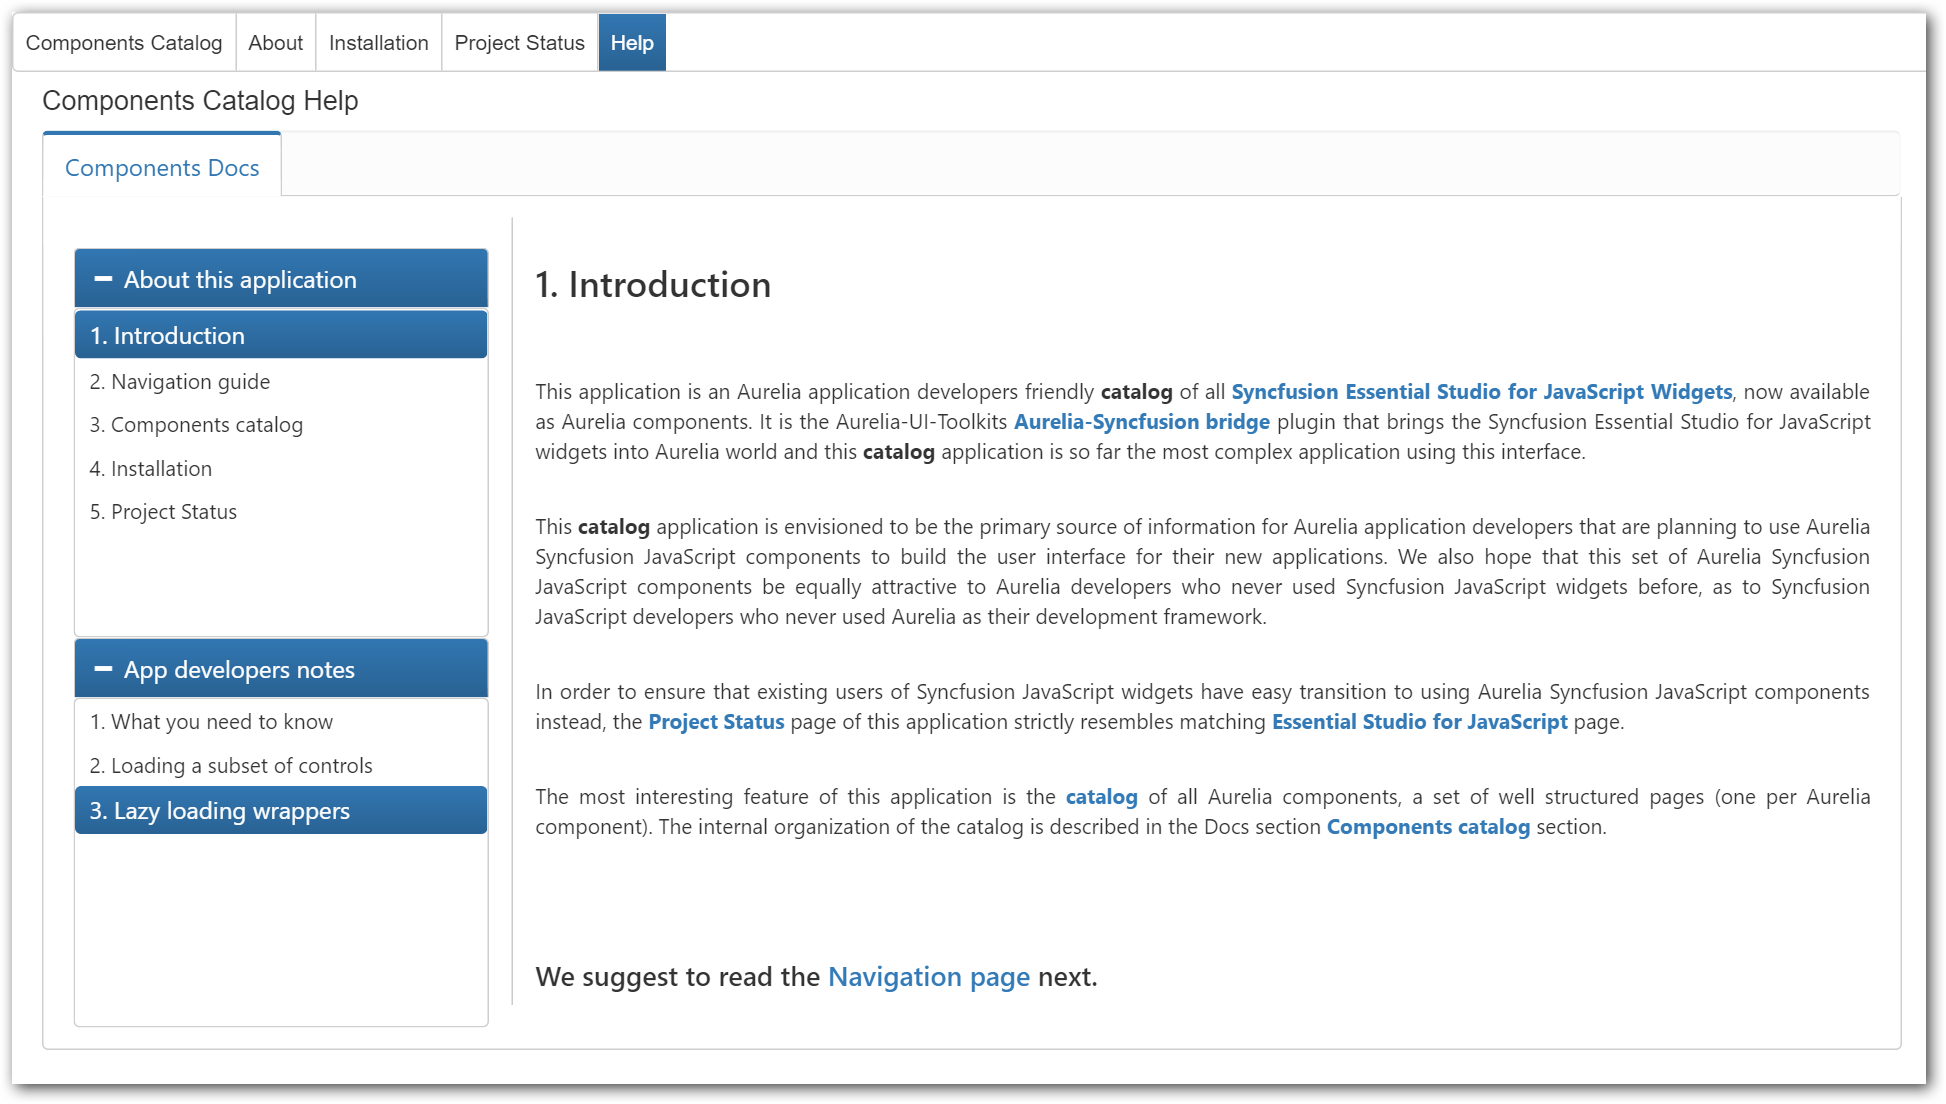 Components Catalog About Installation Project Status Help
Components Catalog Help
Components Docs
About this application
1. Introduction
2. Navigation guide
3. Components catalog
4. Installation
5. Project Status
App developers notes
1. What you need to know
2. Loading a subset of controls
3. Lazy loading wrappers
1. Introduction
This application is an Aurelia application developers friendly catalog of all Syncfusion Essential Studio for JavaScript Widgets, now available
as Aurelia components. It is the Aurelia-UI-Toolkits Aurelia-Syncfusion bridge plugin that brings the Syncfusion Essential Studio for JavaScript
widgets into Aurelia world and this catalog application is so far the most complex application using this interface.
This catalog application is envisioned to be the primary source of information for Aurelia application developers that are planning to use Aurelia
Syncfusion JavaScript components to build the user interface for their new applications. We also hope that this set of Aurelia Syncfusion
JavaScript components be equally attractive to Aurelia developers who never used Syncfusion JavaScript widgets before, as to Syncfusion
JavaScript developers who never used Aurelia as their development framework.
In order to ensure that existing users of Syncfusion JavaScript widgets have easy transition to using Aurelia Syncfusion JavaScript components
instead, the Project Status page of this application strictly resembles matching Essential Studio for JavaScript page.
The most interesting feature of this application is the catalog of all Aurelia components, a set of well structured pages (one per Aurelia
component). The internal organization of the catalog is described in the Docs section Components catalog section.
We suggest to read the Navigation page next.